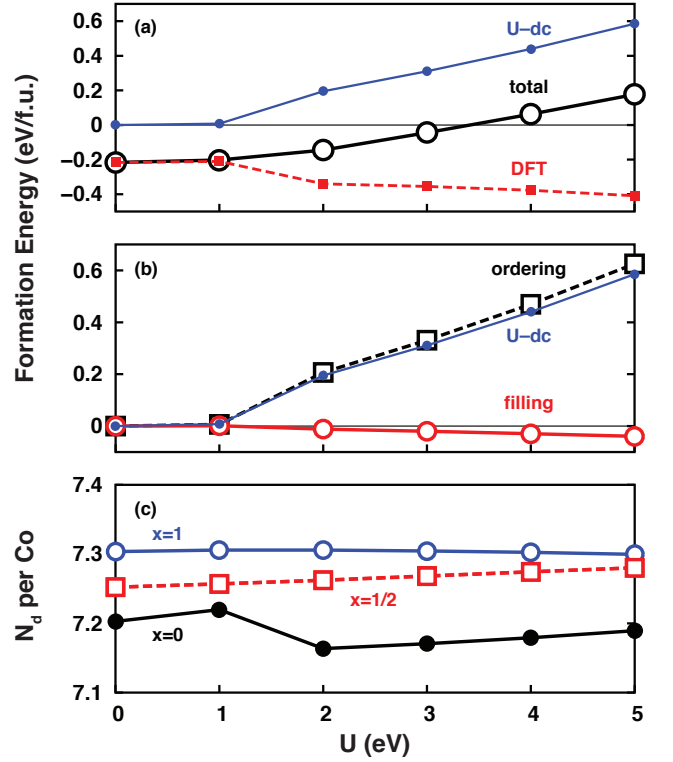 Formation Energy (eV/f.u.)
(a)
U–dc
total
DFT
0.6
0.4
0.2
0
−0.2
−0.4
(b)
ordering
U–dc
filling
0.6
0.4
0.2
0
N_d per Co
(c)
x=1
x=1/2
x=0
7.4
7.3
7.2
7.1
0 1 2 3 4 5
U (eV)